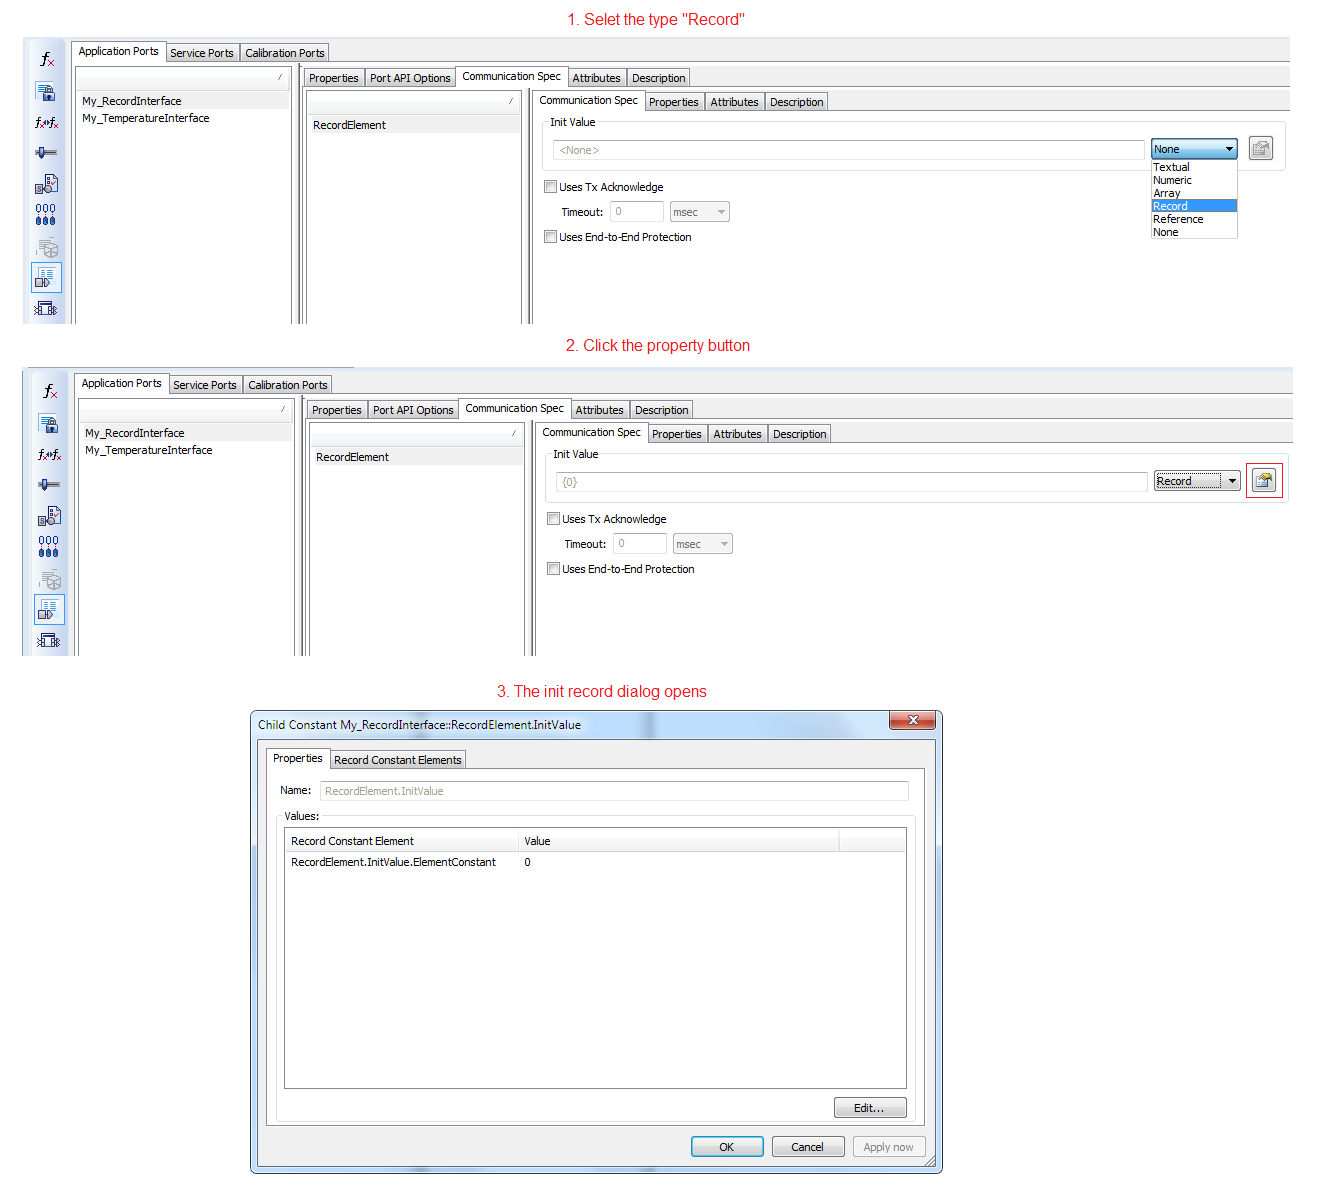 1. Selet the type "Record"
Application Ports Service Ports Calibration Ports
Properties Port API Options Communication Spec Attributes Description
My_RecordInterface
My_TemperatureInterface
RecordElement
Communication Spec Properties Attributes Description
Init Value
<None> None
Textual
Numeric
Array
Record
Reference
None
Uses Tx Acknowledge
Timeout: 0 msec
Uses End-to-End Protection
2. Click the property button
Application Ports Service Ports Calibration Ports
Properties Port API Options Communication Spec Attributes Description
My_RecordInterface
My_TemperatureInterface
RecordElement
Communication Spec Properties Attributes Description
Init Value
{0} Record
Uses Tx Acknowledge
Timeout: 0 msec
Uses End-to-End Protection
3. The init record dialog opens
Child Constant My_RecordInterface::RecordElement.InitValue
Properties Record Constant Elements
Name: RecordElement.InitValue
Values:
Record Constant Element Value
RecordElement.InitValue.ElementConstant 0
Edit...
OK Cancel Apply now